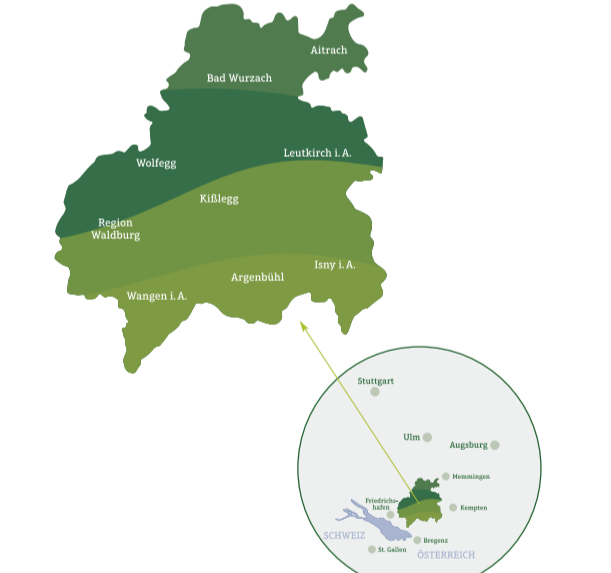 Aitrach
Bad Wurzach
Leutkirch i. A.
Wolfegg
Kißlegg
Region
Waldburg
Isny i. A.
Argenbühl
Wangen i. A.
Stuttgart
Ulm
Augsburg
Memmingen
Friedrichs-
hafen
Kempten
SCHWEIZ
Bregenz
St. Gallen
ÖSTERREICH